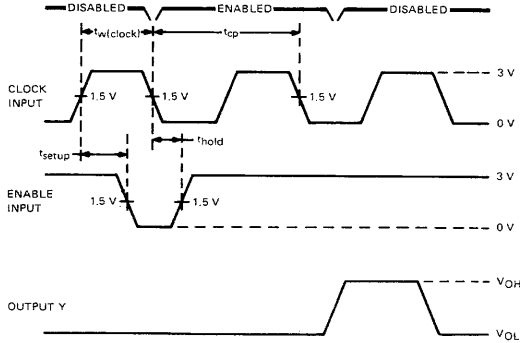 DISABLED ENABLED DISABLED
tw(clock) tcp
CLOCK
INPUT
1.5 V 1.5 V 1.5 V
3 V
0 V
tsetup thold
ENABLE
INPUT
1.5 V 1.5 V
3 V
0 V
OUTPUT Y
VOH
VOL